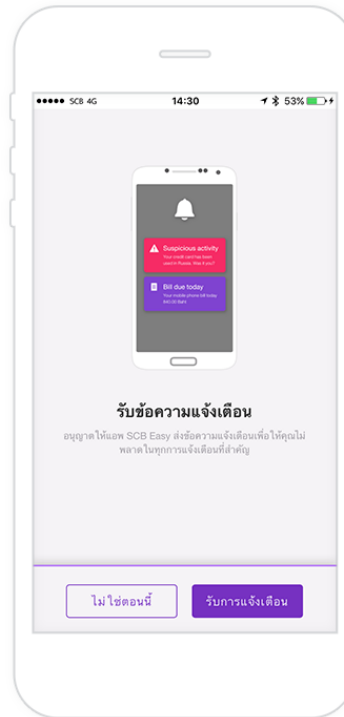 SCB 4G 14:30 53%
Suspicious activity
Your credit card has been
used in Russia. Was it you?
Bill due today
Your mobile phone bill today
840.00 Baht
รับข้อความแจ้งเตือน
อนุญาตให้แอพ SCB Easy ส่งข้อความแจ้งเตือนเพื่อให้คุณไม่
พลาดในทุกการแจ้งเตือนที่สำคัญ
ไม่ใช่ตอนนี้
รับการแจ้งเตือน